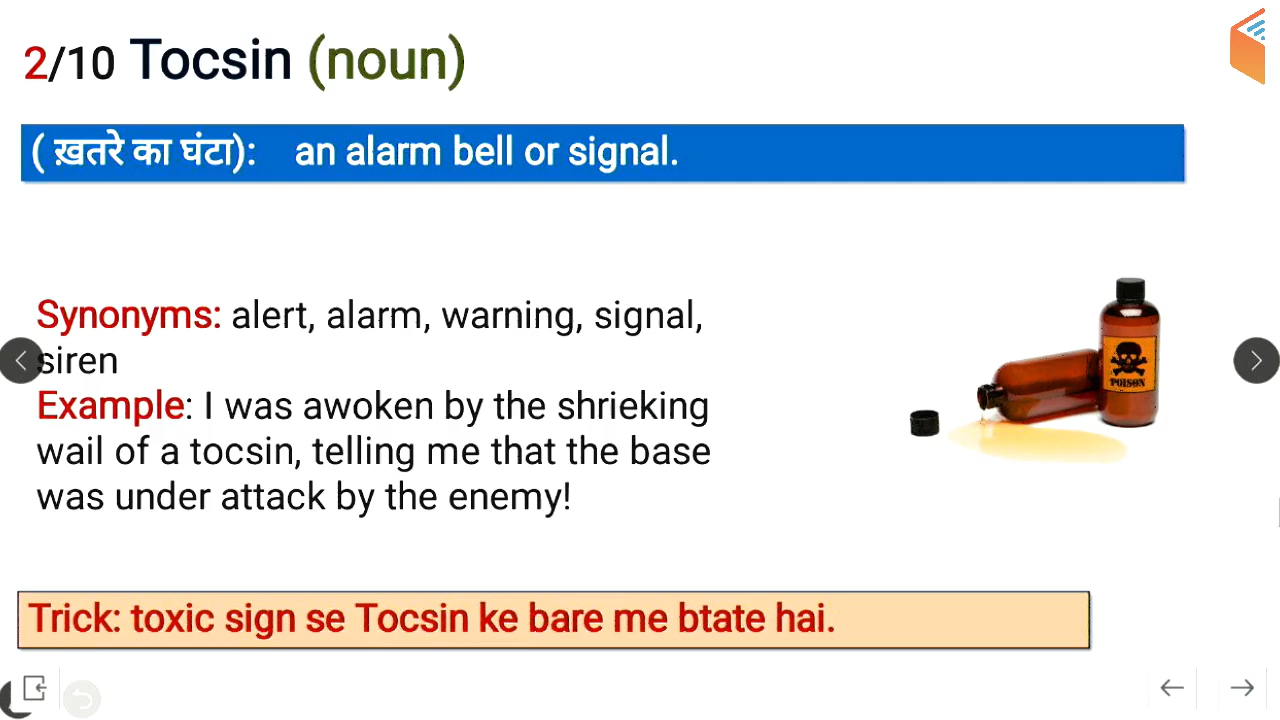 2/10 Tocsin (noun)
( ख़तरे का घंटा): an alarm bell or signal.
Synonyms: alert, alarm, warning, signal,
siren
Example: I was awoken by the shrieking
wail of a tocsin, telling me that the base
was under attack by the enemy!
POISON
Trick: toxic sign se Tocsin ke bare me btate hai.